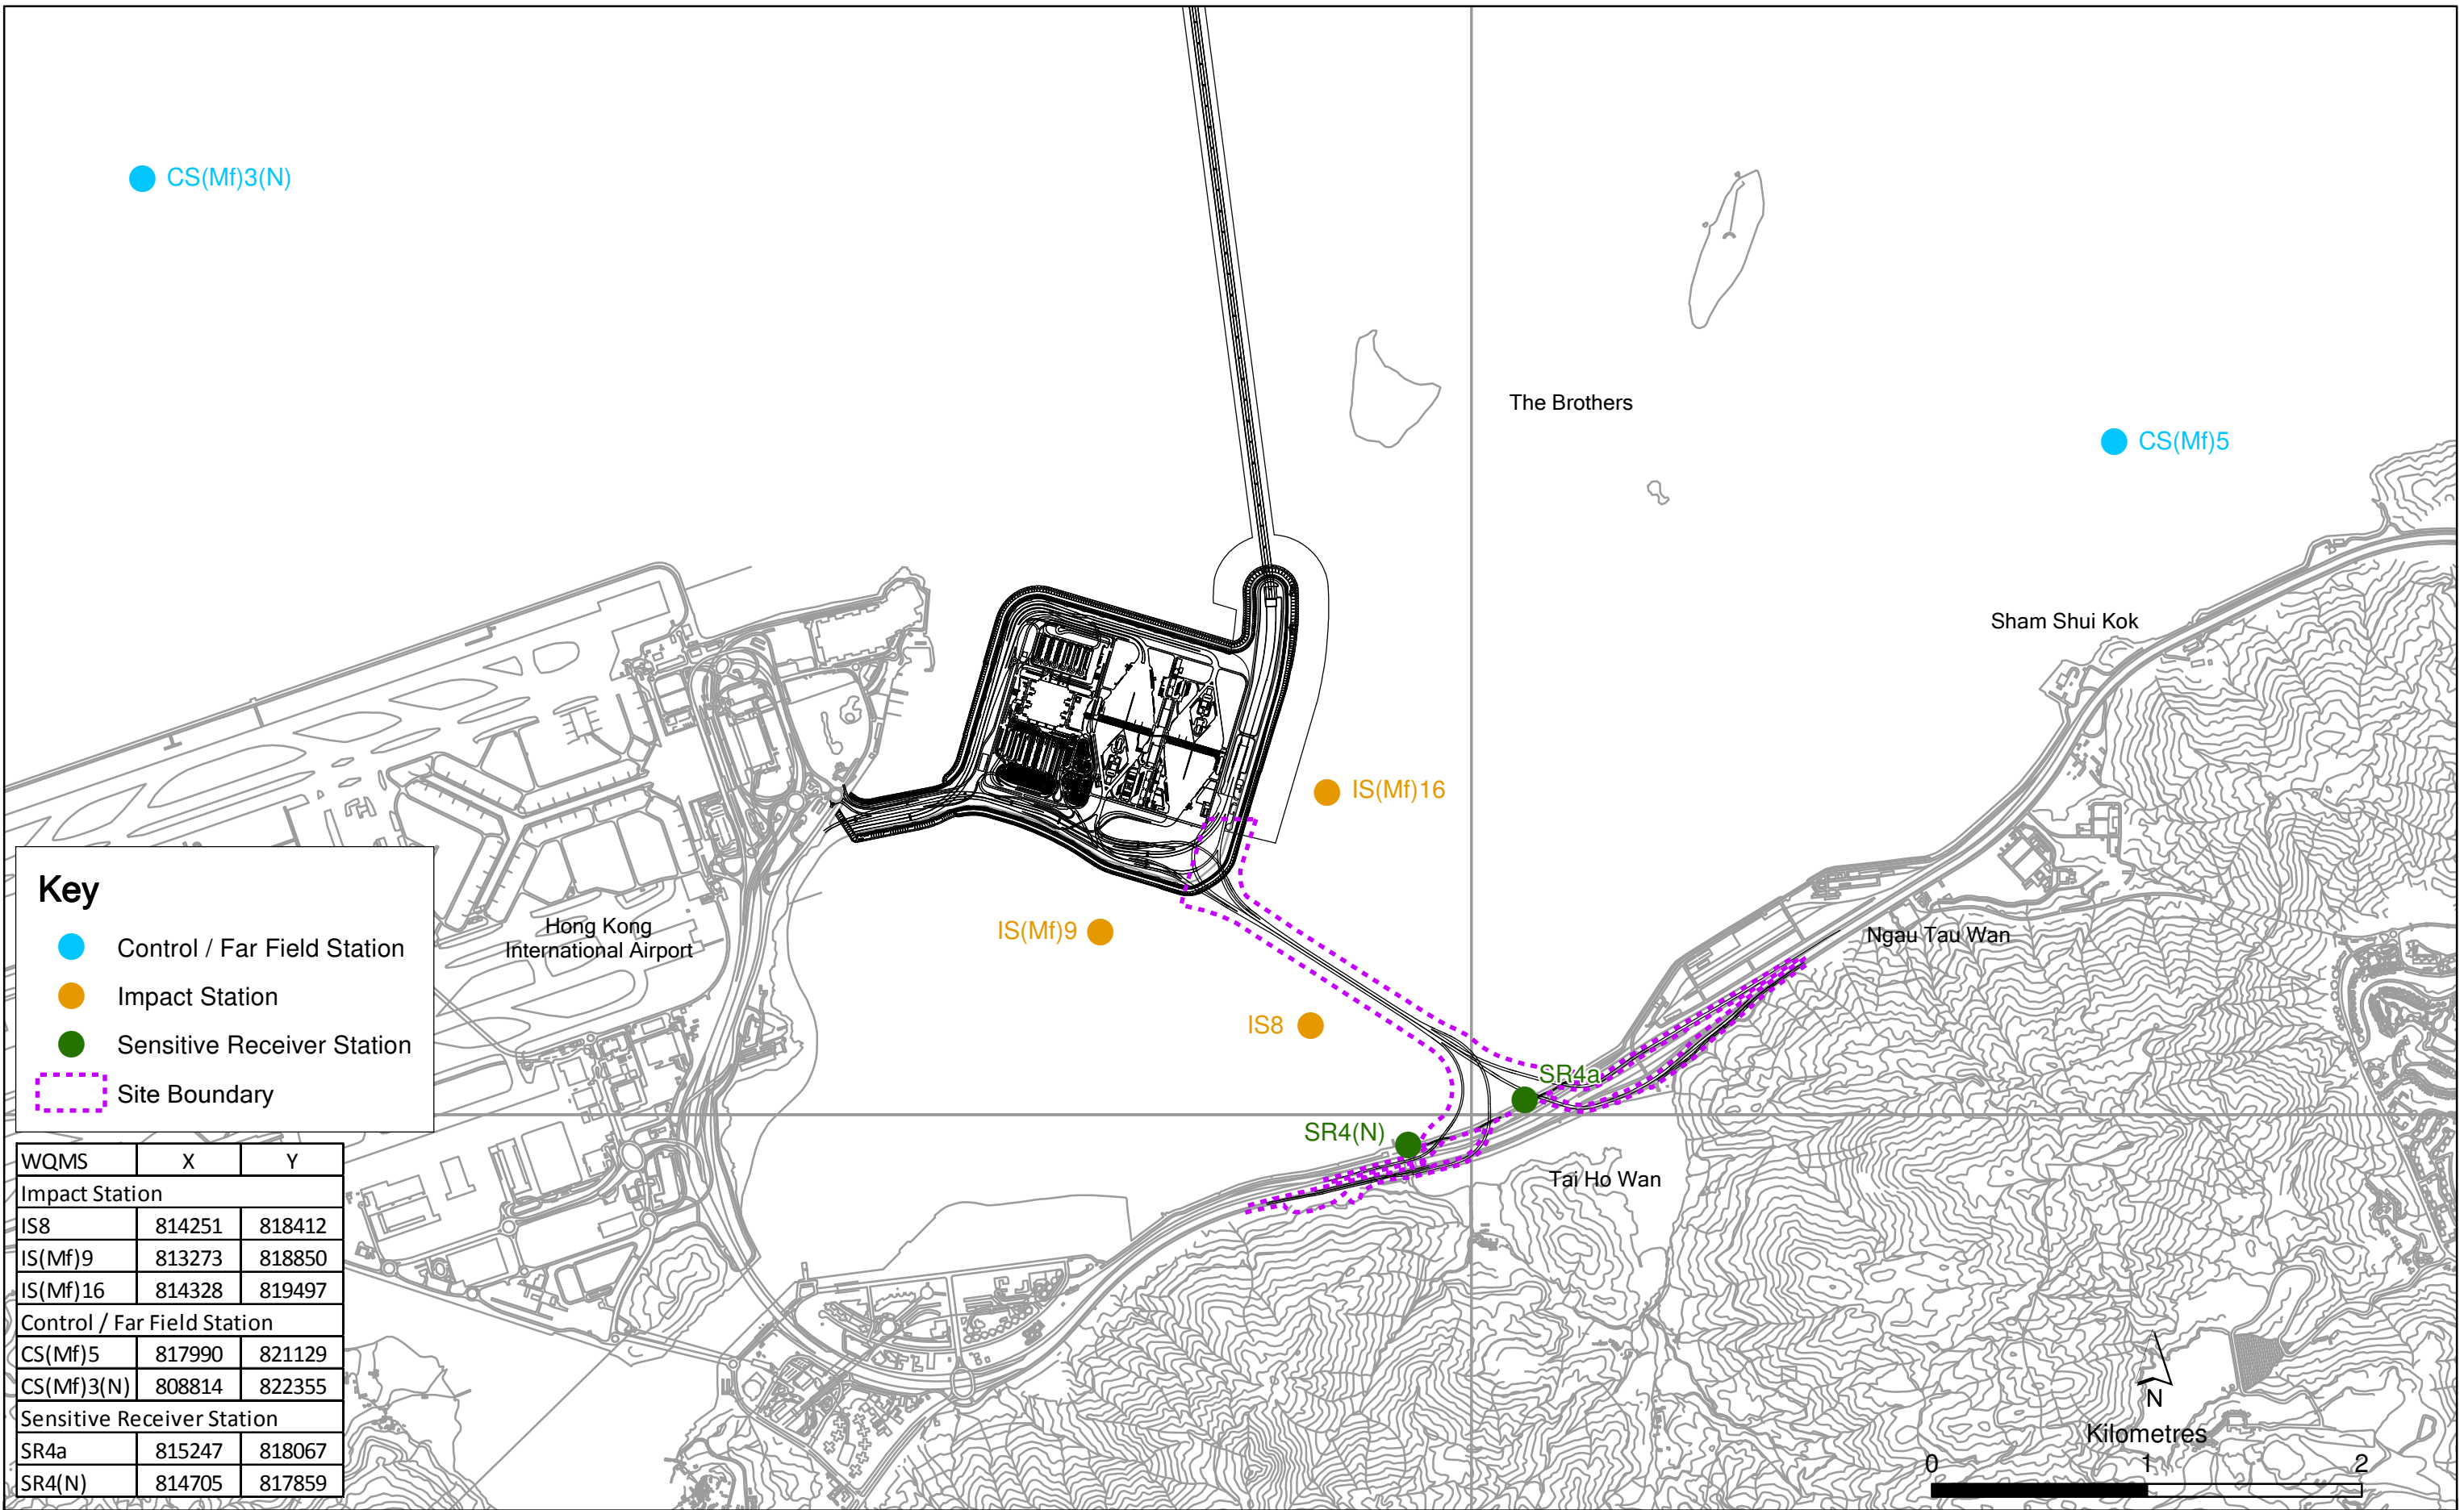 CS(Mf)3(N)
The Brothers
CS(Mf)5
Sham Shui Kok
IS(Mf)16
Hong Kong
International Airport
IS(Mf)9
Ngau Tau Wan
IS8
SR4a
SR4(N)
Tai Ho Wan
Key
Control / Far Field Station
Impact Station
Sensitive Receiver Station
Site Boundary
WQMS X Y
Impact Station
IS8 814251 818412
IS(Mf)9 813273 818850
IS(Mf)16 814328 819497
Control / Far Field Station
CS(Mf)5 817990 821129
CS(Mf)3(N) 808814 822355
Sensitive Receiver Station
SR4a 815247 818067
SR4(N) 814705 817859
N
Kilometres
0 1 2